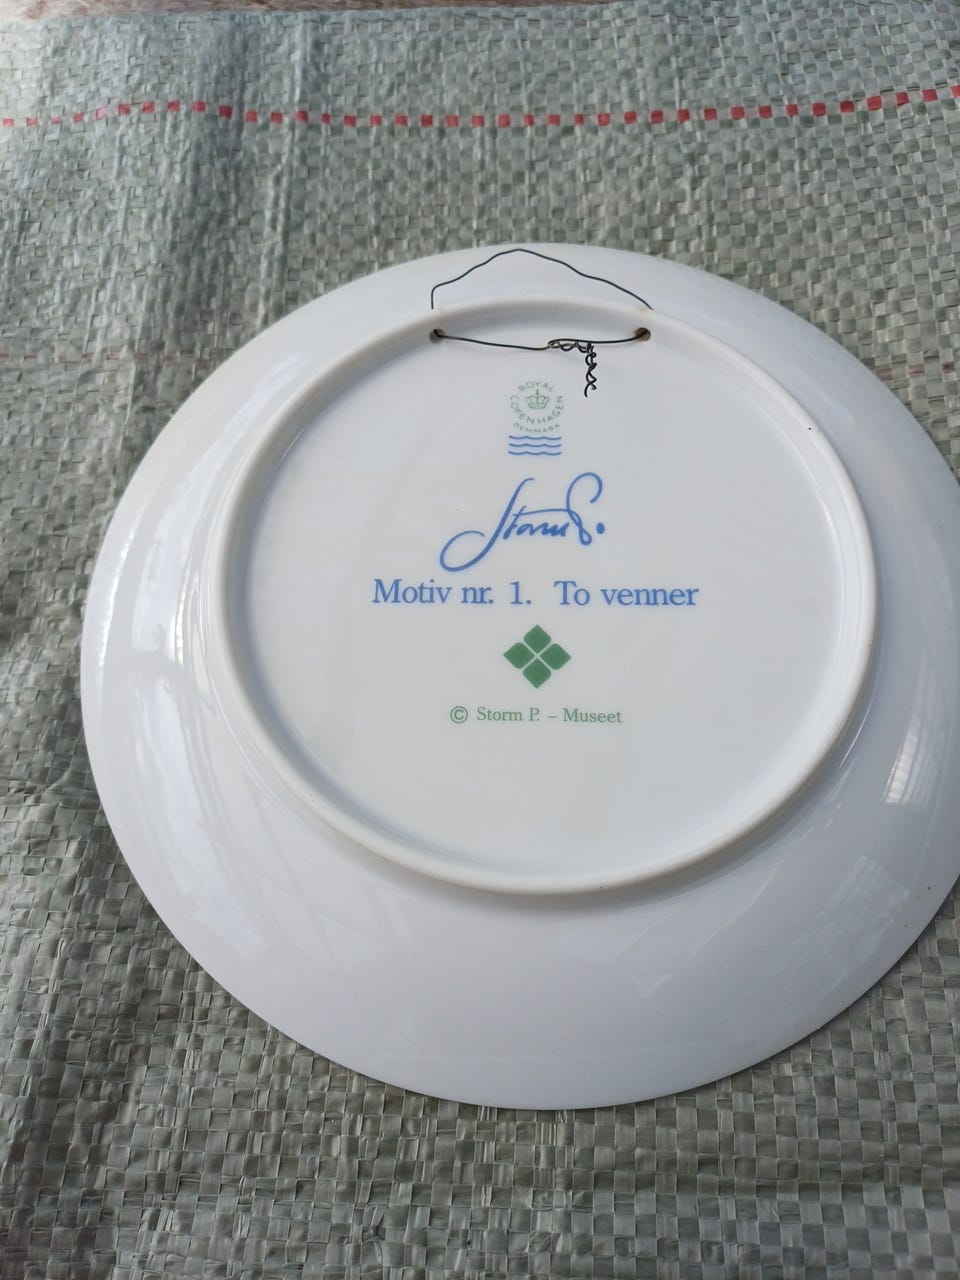 ROYAL
COPENHAGEN
DENMARK
Storm P.
Motiv nr. 1. To venner
© Storm P. – Museet